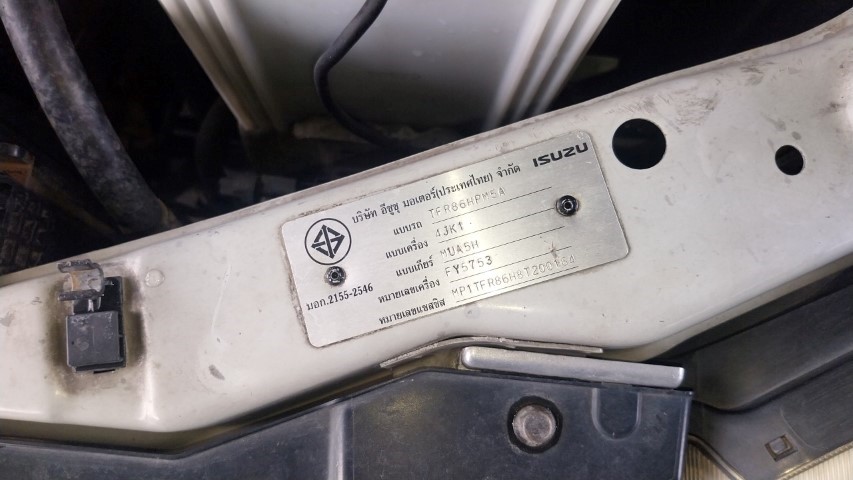 บริษัท อีซูซุ มอเตอร์(ประเทศไทย) จำกัด ISUZU
แบบรถ TFR86HPM5A
แบบเครื่อง 4JK1
แบบเกียร์ MUA5H
หมายเลขเครื่อง FY5753
มอก.2155-2546
หมายเลขแชสซีส